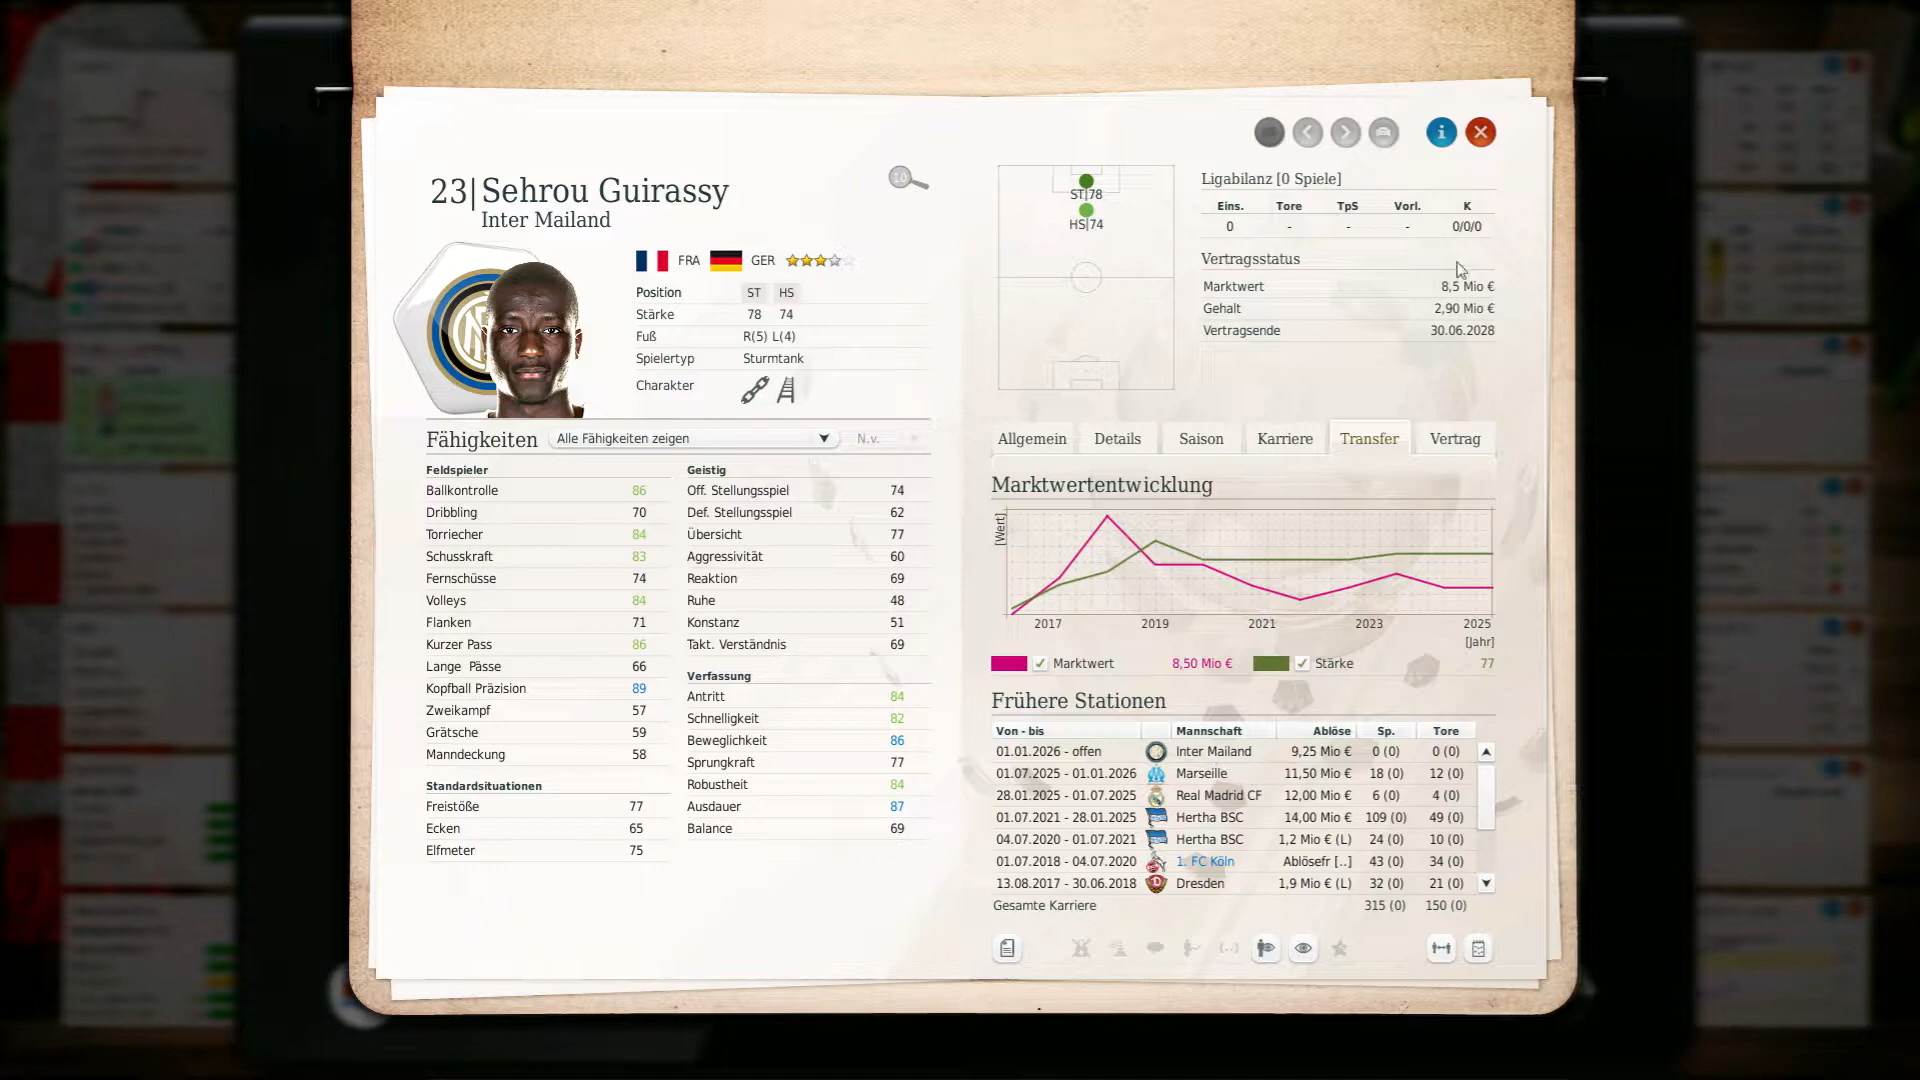 23| Sehrou Guirassy
Inter Mailand
10
FRA GER
Position ST HS
Stärke 78 74
Fuß R(5) L(4)
Spielertyp Sturmtank
Charakter
Fähigkeiten Alle Fähigkeiten zeigen N.v.
Feldspieler
Ballkontrolle 86
Dribbling 70
Torriecher 84
Schusskraft 83
Fernschüsse 74
Volleys 84
Flanken 71
Kurzer Pass 86
Lange Pässe 66
Kopfball Präzision 89
Zweikampf 57
Grätsche 59
Manndeckung 58
Standardsituationen
Freistöße 77
Ecken 65
Elfmeter 75
Geistig
Off. Stellungsspiel 74
Def. Stellungsspiel 62
Übersicht 77
Aggressivität 60
Reaktion 69
Ruhe 48
Konstanz 51
Takt. Verständnis 69
Verfassung
Antritt 84
Schnelligkeit 82
Beweglichkeit 86
Sprungkraft 77
Robustheit 84
Ausdauer 87
Balance 69
ST|78
HS|74
Ligabilanz [0 Spiele]
Eins. Tore TpS Vorl. K
0 - - - 0/0/0
Vertragsstatus
Marktwert 8,5 Mio €
Gehalt 2,90 Mio €
Vertragsende 30.06.2028
Allgemein Details Saison Karriere Transfer Vertrag
Marktwertentwicklung
[Wert]
2017 2019 2021 2023 2025
[Jahr]
Marktwert 8,50 Mio € Stärke 77
Frühere Stationen
Von - bis Mannschaft Ablöse Sp. Tore
01.01.2026 - offen Inter Mailand 9,25 Mio € 0 (0) 0 (0)
01.07.2025 - 01.01.2026 Marseille 11,50 Mio € 18 (0) 12 (0)
28.01.2025 - 01.07.2025 Real Madrid CF 12,00 Mio € 6 (0) 4 (0)
01.07.2021 - 28.01.2025 Hertha BSC 14,00 Mio € 109 (0) 49 (0)
04.07.2020 - 01.07.2021 Hertha BSC 1,2 Mio € (L) 24 (0) 10 (0)
01.07.2018 - 04.07.2020 1. FC Köln Ablösefr [..] 43 (0) 34 (0)
13.08.2017 - 30.06.2018 Dresden 1,9 Mio € (L) 32 (0) 21 (0)
Gesamte Karriere 315 (0) 150 (0)